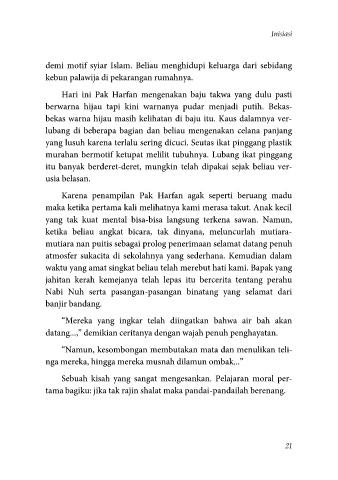 Inisiasi
demi motif syiar Islam. Beliau menghidupi keluarga dari sebidang
kebun palawija di pekarangan rumahnya.
Hari ini Pak Harfan mengenakan baju takwa yang dulu pasti
berwarna hijau tapi kini warnanya pudar menjadi putih. Bekas-
bekas warna hijau masih kelihatan di baju itu. Kaus dalamnya ver-
lubang di beberapa bagian dan beliau mengenakan celana panjang
yang lusuh karena terlalu sering dicuci. Seutas ikat pinggang plastik
murahan bermotif ketupat melilit tubuhnya. Lubang ikat pinggang
itu banyak berderet-deret, mungkin telah dipakai sejak beliau ver-
usia belasan.
Karena penampilan Pak Harfan agak seperti beruang madu
maka ketika pertama kali melihatnya kami merasa takut. Anak kecil
yang tak kuat mental bisa-bisa langsung terkena sawan. Namun,
ketika beliau angkat bicara, tak dinyana, meluncurlah mutiara-
mutiara nan puitis sebagai prolog penerimaan selamat datang penuh
atmosfer sukacita di sekolahnya yang sederhana. Kemudian dalam
waktu yang amat singkat beliau telah merebut hati kami. Bapak yang
jahitan kerah kemejanya telah lepas itu bercerita tentang perahu
Nabi Nuh serta pasangan-pasangan binatang yang selamat dari
banjir bandang.
“Mereka yang ingkar telah diingatkan bahwa air bah akan
datang...,” demikian ceritanya dengan wajah penuh penghayatan.
“Namun, kesombongan membutakan mata dan menulikan teli-
nga mereka, hingga mereka musnah dilamun ombak...”
Sebuah kisah yang sangat mengesankan. Pelajaran moral per-
tama bagiku: jika tak rajin shalat maka pandai-pandailah berenang.
21